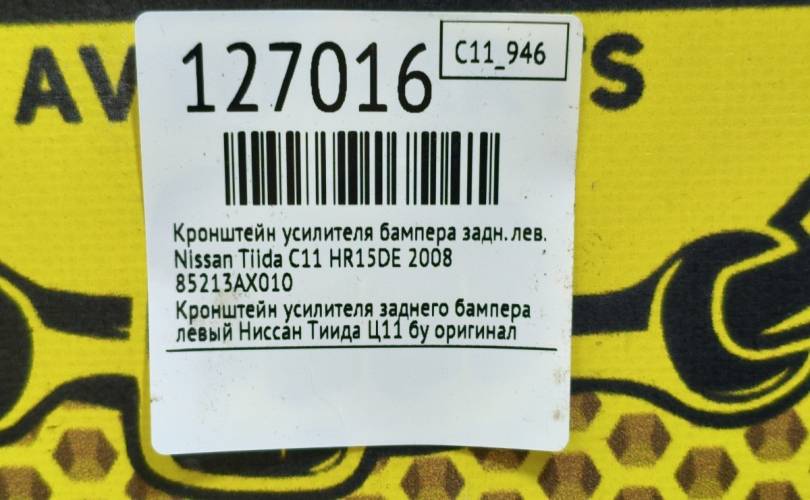 127016
C11_946
Кронштейн усилителя бампера задн.лев.
Nissan Tiida C11 HR15DE 2008
85213AX010
Кронштейн усилителя заднего бампера
левый Ниссан Тиида Ц11 бу оригинал